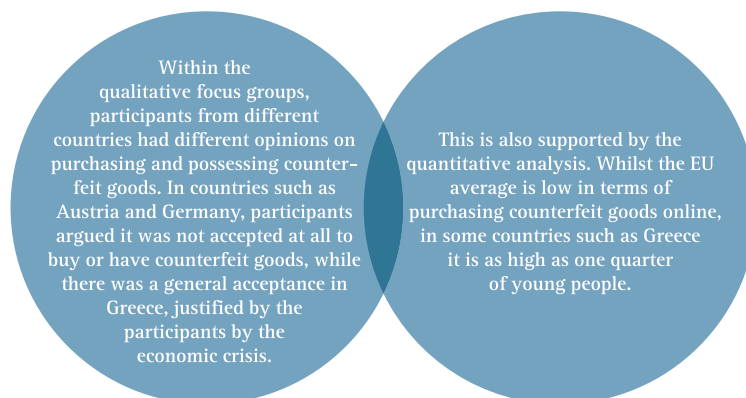 Within the
qualitative focus groups,
participants from different
countries had different opinions on
purchasing and possessing counter-
feit goods. In countries such as
Austria and Germany, participants
argued it was not accepted at all to
buy or have counterfeit goods, while
there was a general acceptance in
Greece, justified by the
participants by the
economic crisis.
This is also supported by the
quantitative analysis. Whilst the EU
average is low in terms of
purchasing counterfeit goods online,
in some countries such as Greece
it is as high as one quarter
of young people.